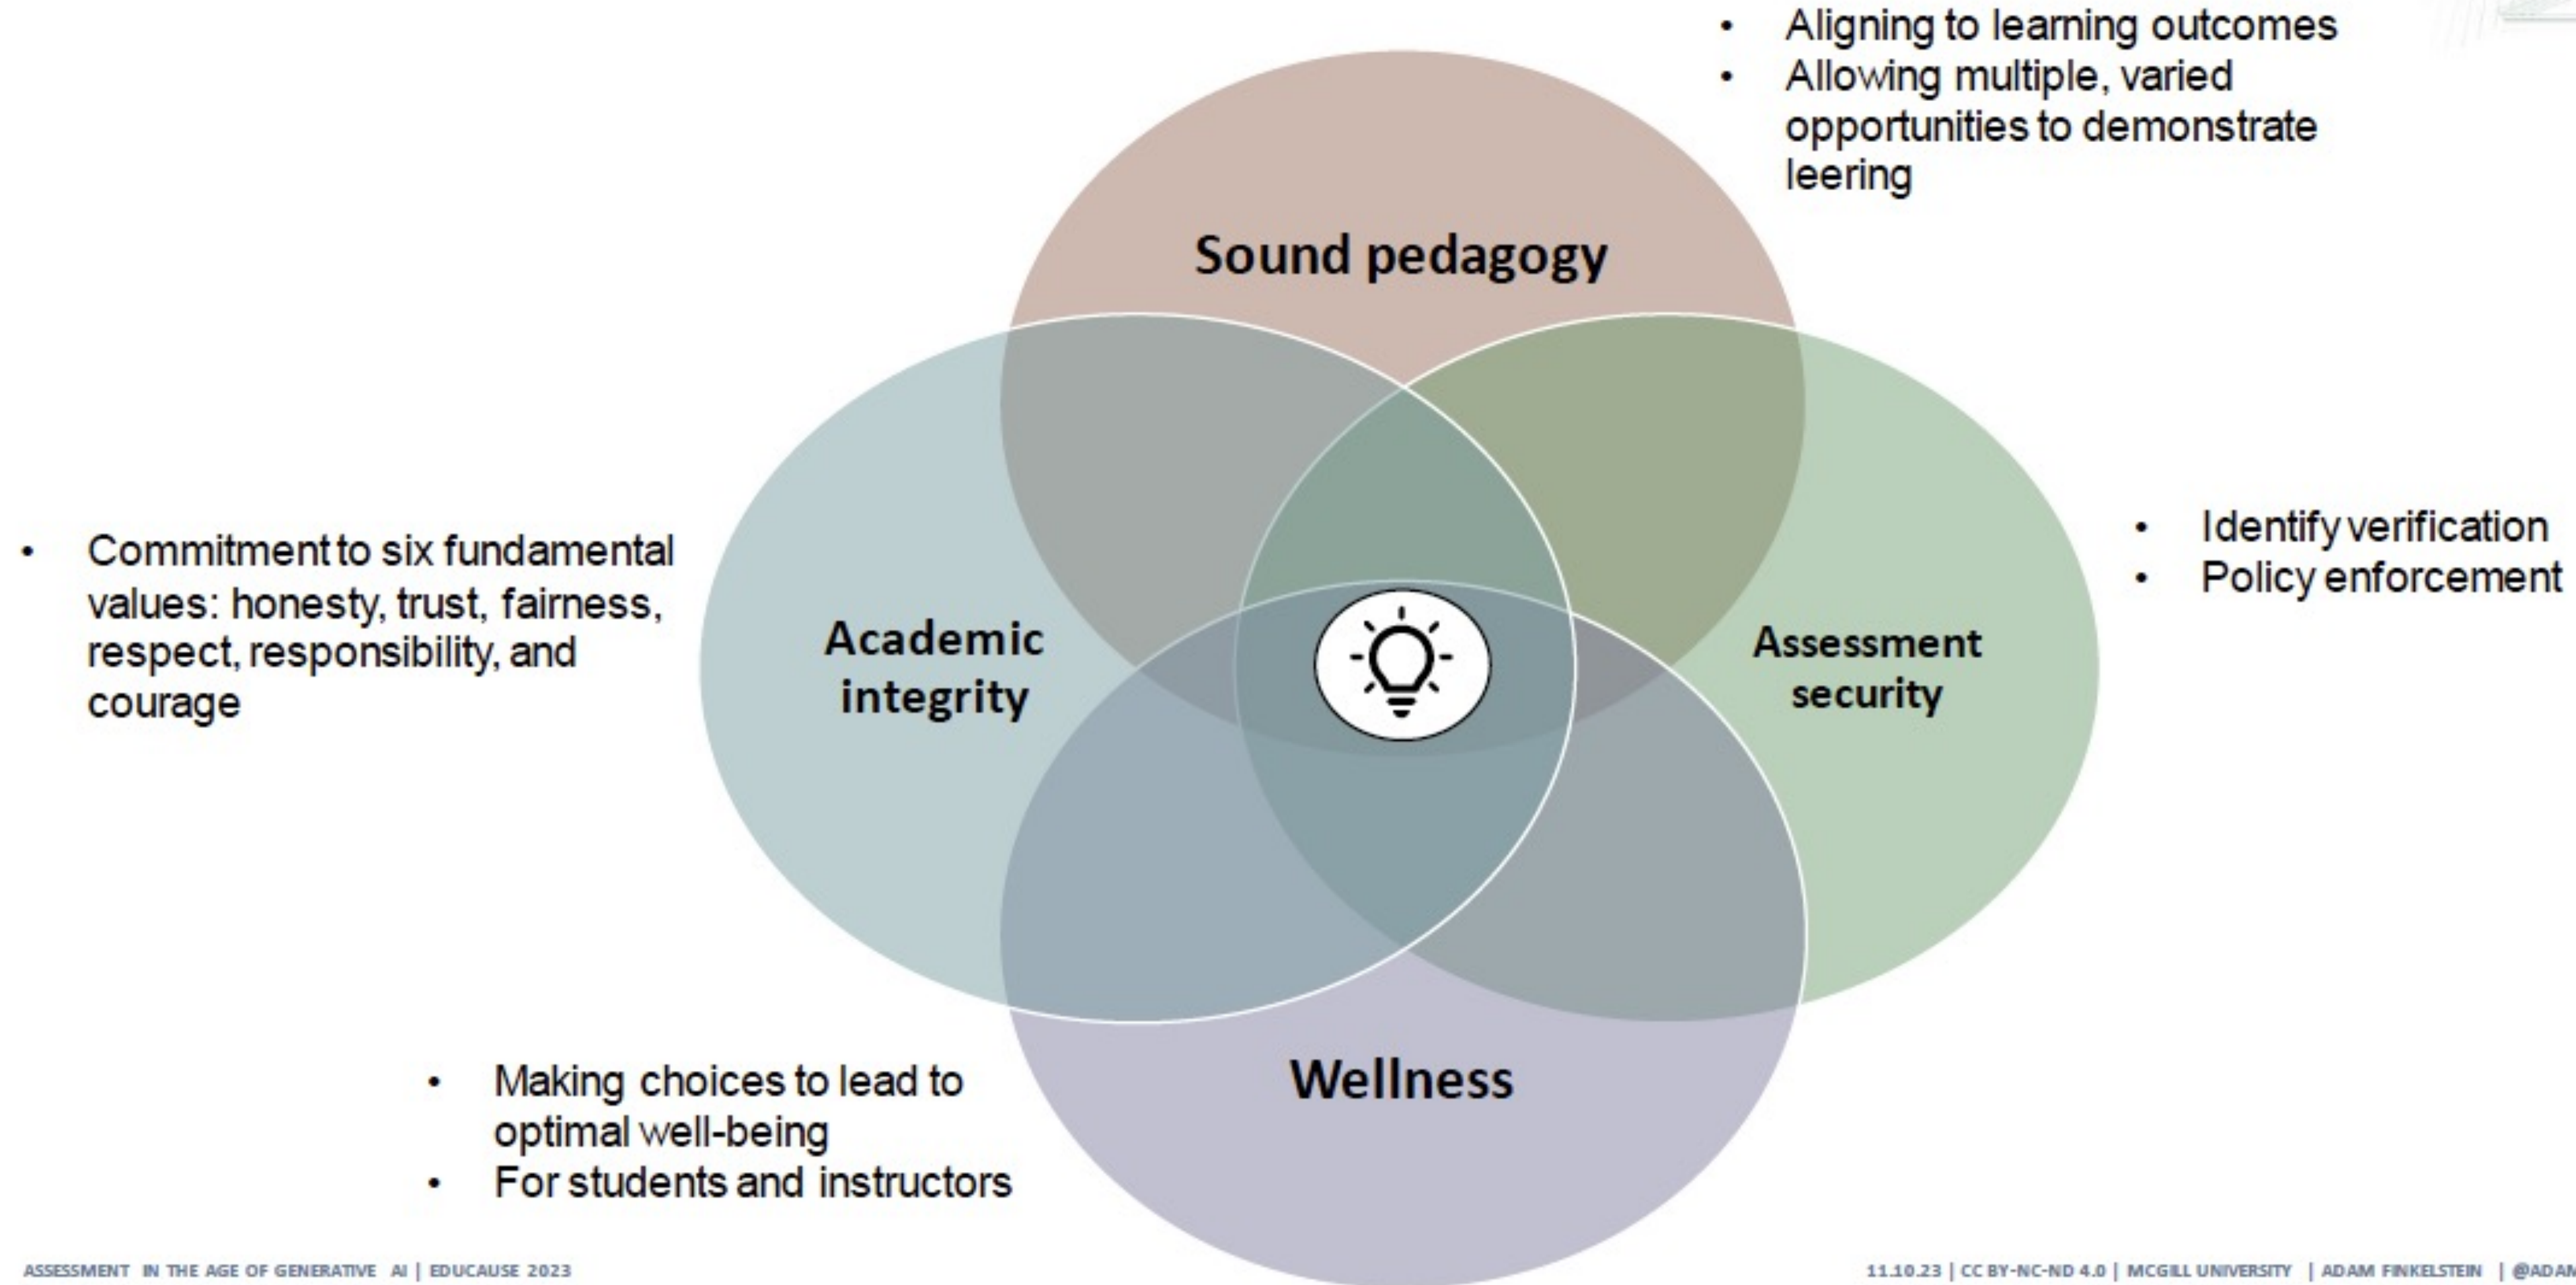 • Aligning to learning outcomes
• Allowing multiple, varied
opportunities to demonstrate
leering
Sound pedagogy
• Commitment to six fundamental
values: honesty, trust, fairness,
respect, responsibility, and
courage
Academic
integrity
Assessment
security
• Identify verification
• Policy enforcement
• Making choices to lead to
optimal well-being
• For students and instructors
Wellness
ASSESSMENT IN THE AGE OF GENERATIVE AI | EDUCAUSE 2023
11.10.23 | CC BY-NC-ND 4.0 | MCGILL UNIVERSITY | ADAM FINKELSTEIN |